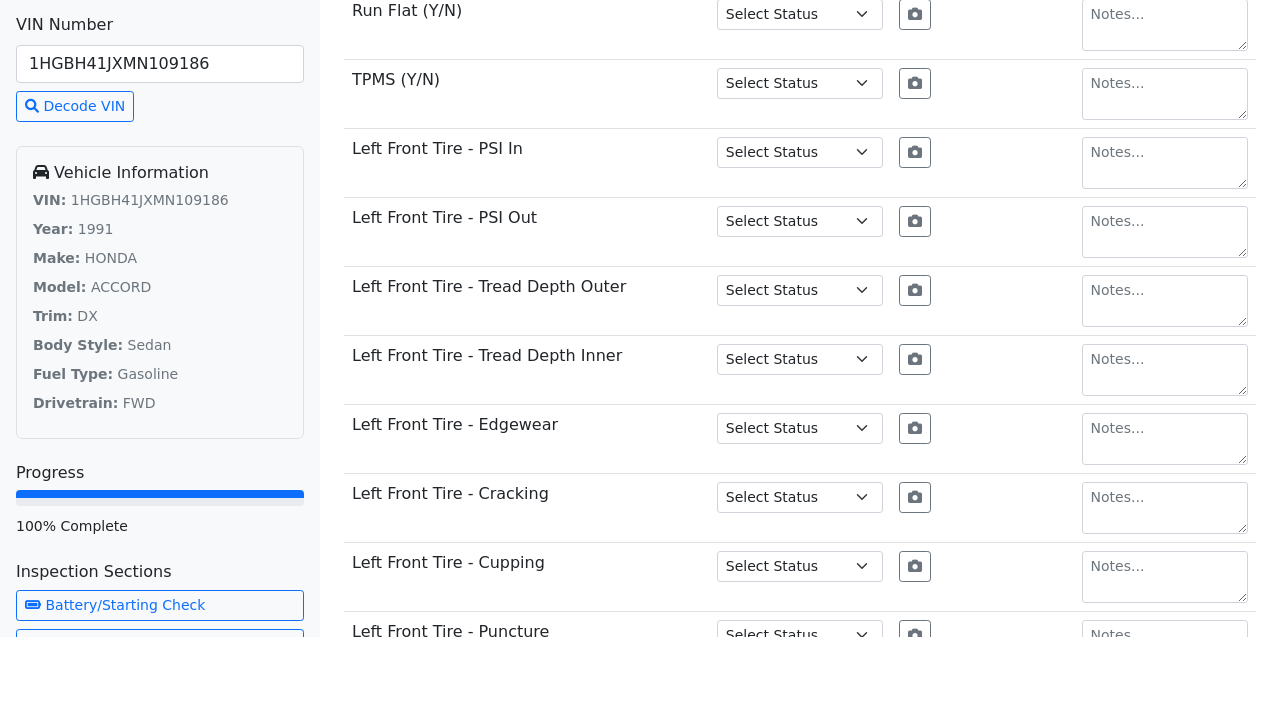 VIN Number
1HGBH41JXMN109186
Decode VIN
Vehicle Information
VIN: 1HGBH41JXMN109186
Year: 1991
Make: HONDA
Model: ACCORD
Trim: DX
Body Style: Sedan
Fuel Type: Gasoline
Drivetrain: FWD
Progress
100% Complete
Inspection Sections
Battery/Starting Check
Run Flat (Y/N) Select Status Notes...
TPMS (Y/N) Select Status Notes...
Left Front Tire - PSI In Select Status Notes...
Left Front Tire - PSI Out Select Status Notes...
Left Front Tire - Tread Depth Outer Select Status Notes...
Left Front Tire - Tread Depth Inner Select Status Notes...
Left Front Tire - Edgewear Select Status Notes...
Left Front Tire - Cracking Select Status Notes...
Left Front Tire - Cupping Select Status Notes...
Left Front Tire - Puncture Select Status Notes...